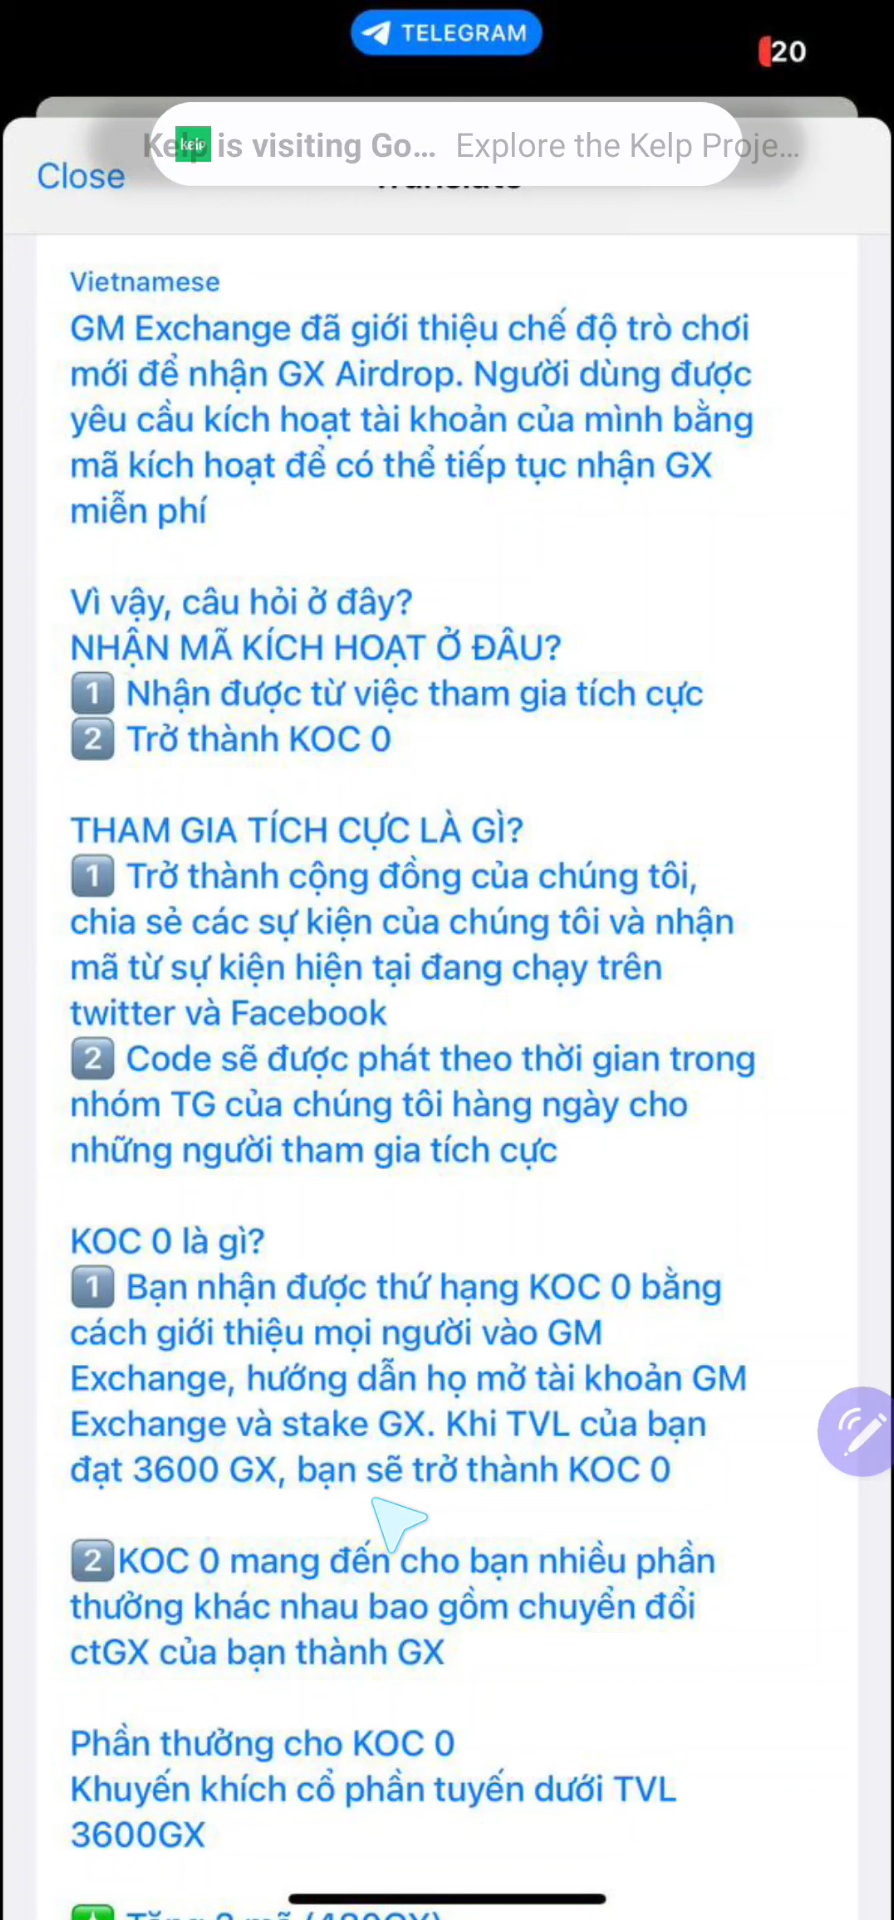 TELEGRAM
20
kelp is visiting Go... Explore the Kelp Proje...
Close
Vietnamese
GM Exchange đã giới thiệu chế độ trò chơi
mới để nhận GX Airdrop. Người dùng được
yêu cầu kích hoạt tài khoản của mình bằng
mã kích hoạt để có thể tiếp tục nhận GX
miễn phí
Vì vậy, câu hỏi ở đây?
NHẬN MÃ KÍCH HOẠT Ở ĐÂU?
1 Nhận được từ việc tham gia tích cực
2 Trở thành KOC 0
THAM GIA TÍCH CỰC LÀ GÌ?
1 Trở thành cộng đồng của chúng tôi,
chia sẻ các sự kiện của chúng tôi và nhận
mã từ sự kiện hiện tại đang chạy trên
twitter và Facebook
2 Code sẽ được phát theo thời gian trong
nhóm TG của chúng tôi hàng ngày cho
những người tham gia tích cực
KOC 0 là gì?
1 Bạn nhận được thứ hạng KOC 0 bằng
cách giới thiệu mọi người vào GM
Exchange, hướng dẫn họ mở tài khoản GM
Exchange và stake GX. Khi TVL của bạn
đạt 3600 GX, bạn sẽ trở thành KOC 0
2 KOC 0 mang đến cho bạn nhiều phần
thưởng khác nhau bao gồm chuyển đổi
ctGX của bạn thành GX
Phần thưởng cho KOC 0
Khuyến khích cổ phần tuyến dưới TVL
3600GX